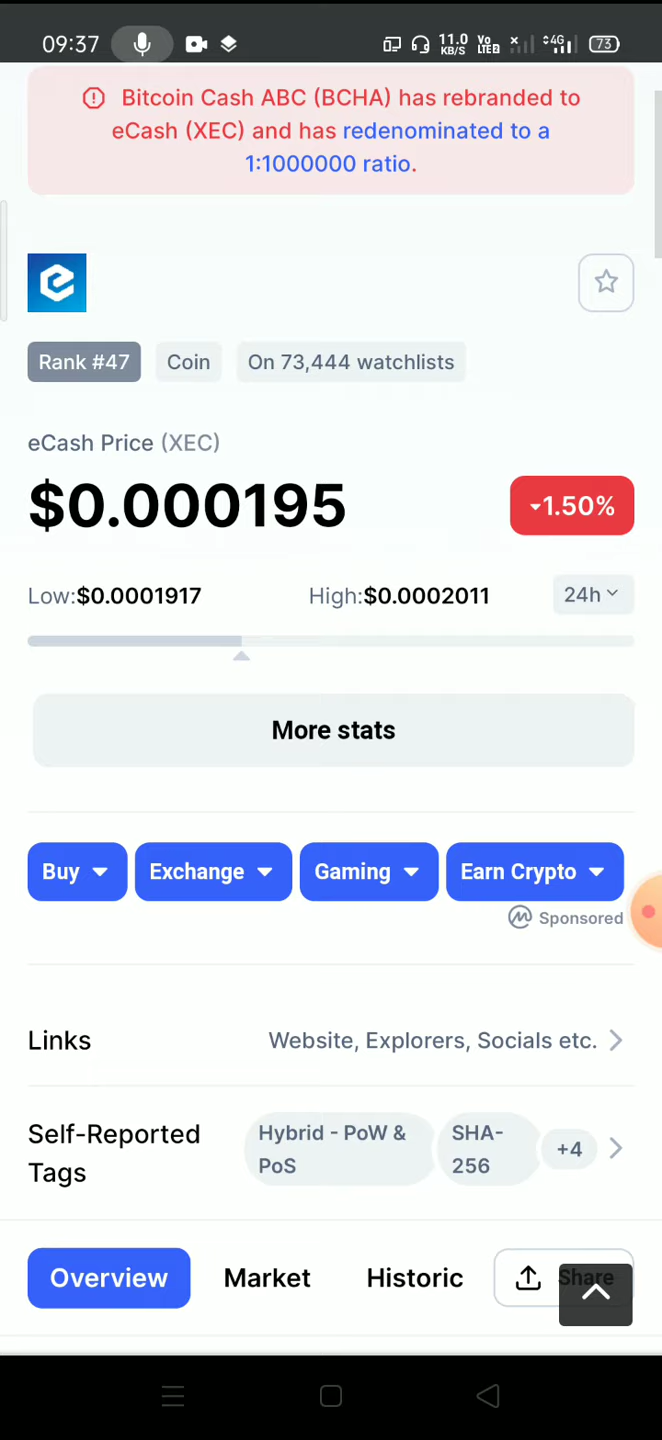 09:37 11.0 KB/S Vo LTE2 4G 73
Bitcoin Cash ABC (BCHA) has rebranded to
eCash (XEC) and has redenominated to a
1:1000000 ratio.
Rank #47 Coin On 73,444 watchlists
eCash Price (XEC)
$0.000195 1.50%
Low:$0.0001917 High:$0.0002011 24h
More stats
Buy Exchange Gaming Earn Crypto
Sponsored
Links Website, Explorers, Socials etc.
Self-Reported Tags
Hybrid - PoW & PoS
SHA-256
+4
Overview Market Historic Share